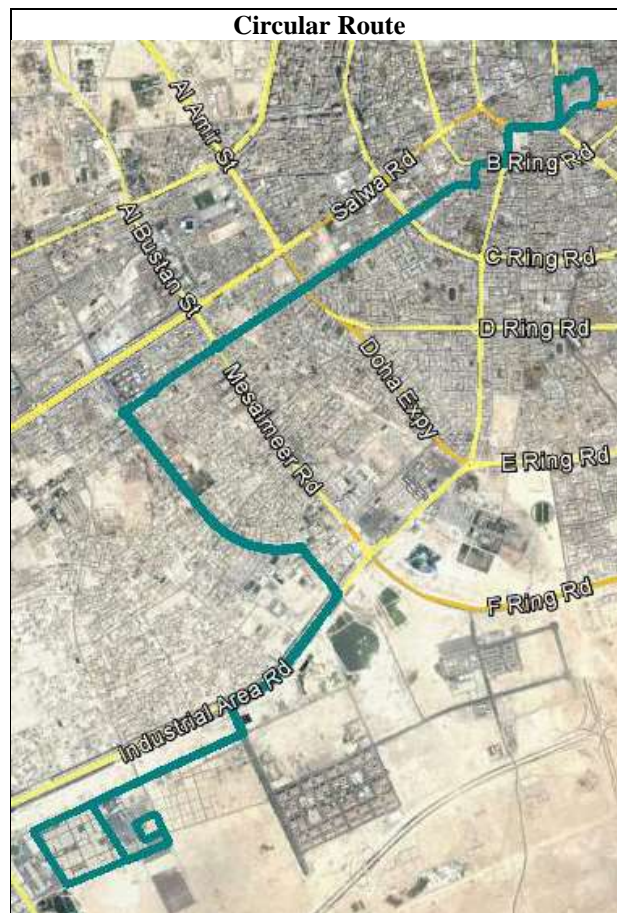 Circular Route
Al Amir St
Salwa Rd
B Ring Rd
Al Bustan St
C Ring Rd
D Ring Rd
Doha Expy
Mesaimeer Rd
E Ring Rd
F Ring Rd
Industrial Area Rd